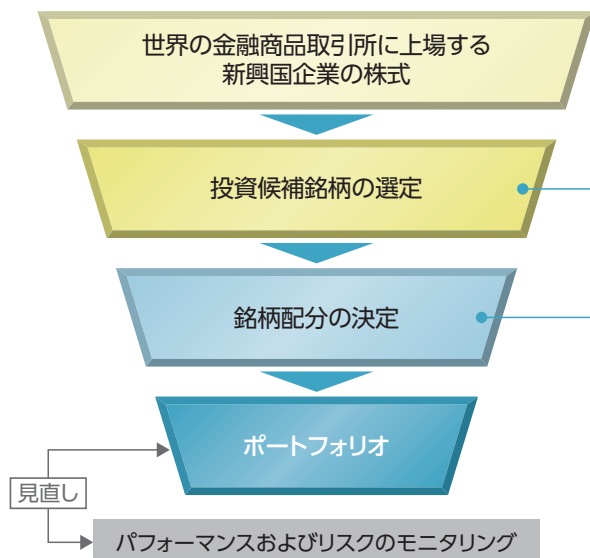 世界の金融商品取引所に上場する
新興国企業の株式
投資候補銘柄の選定
銘柄配分の決定
ポートフォリオ
見直し
パフォーマンスおよびリスクのモニタリング